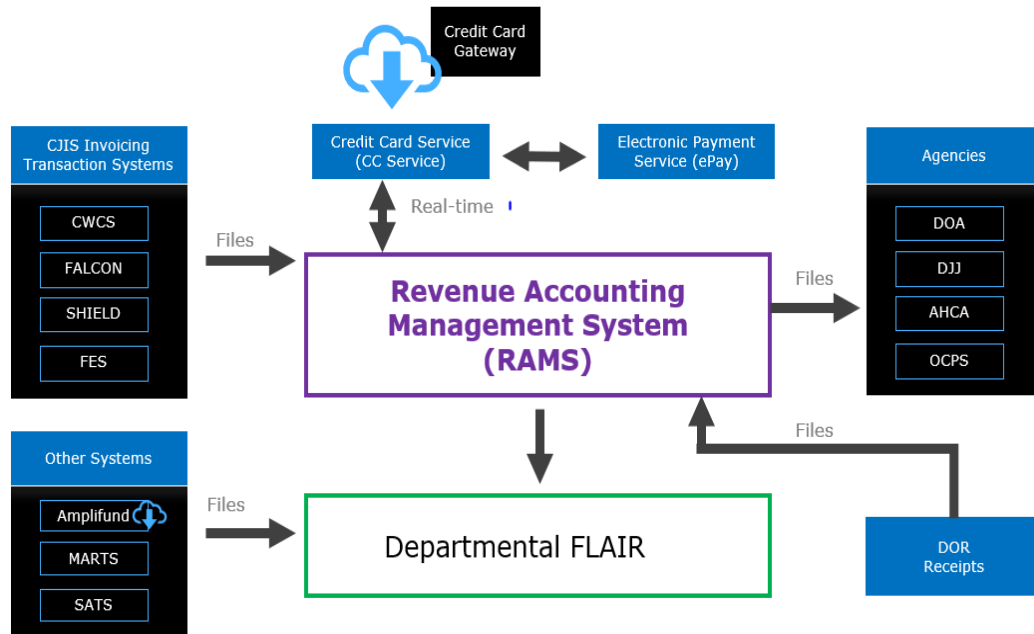 Credit Card
Gateway
CJIS Invoicing
Transaction Systems
CWCS
FALCON
SHIELD
FES
Files
Credit Card Service
(CC Service)
Electronic Payment
Service (ePay)
Real-time
Revenue Accounting
Management System
(RAMS)
Files
Agencies
DOA
DJJ
AHCA
OCPS
Other Systems
Amplifund
MARTS
SATS
Files
Departmental FLAIR
Files
DOR
Receipts